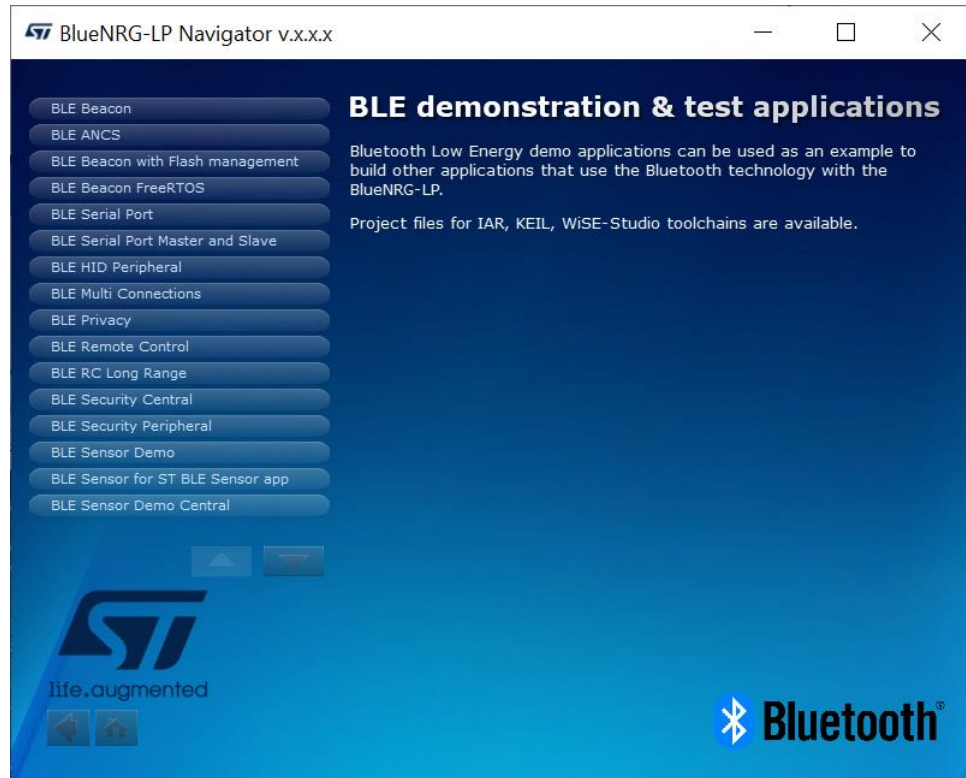 BlueNRG-LP Navigator v.x.x.x
BLE Beacon
BLE ANCS
BLE Beacon with Flash management
BLE Beacon FreeRTOS
BLE Serial Port
BLE Serial Port Master and Slave
BLE HID Peripheral
BLE Multi Connections
BLE Privacy
BLE Remote Control
BLE RC Long Range
BLE Security Central
BLE Security Peripheral
BLE Sensor Demo
BLE Sensor for ST BLE Sensor app
BLE Sensor Demo Central
BLE demonstration & test applications
Bluetooth Low Energy demo applications can be used as an example to
build other applications that use the Bluetooth technology with the
BlueNRG-LP.
Project files for IAR, KEIL, WiSE-Studio toolchains are available.
ST
life.augmented
Bluetooth®